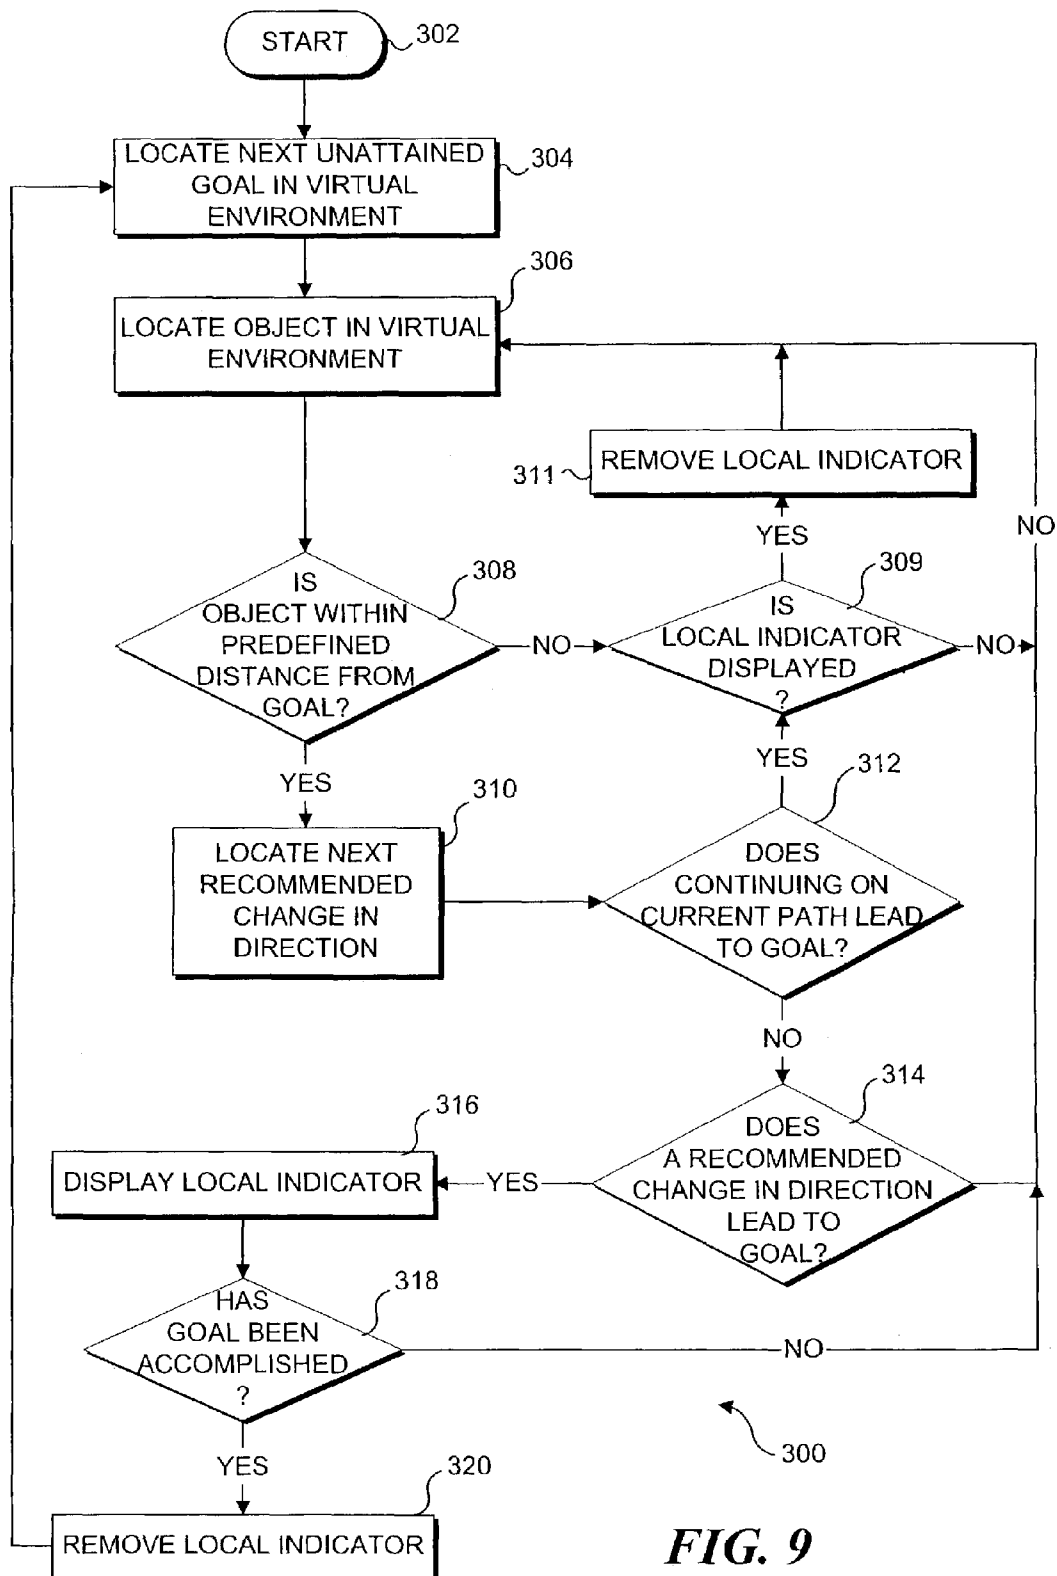 START
302
LOCATE NEXT UNATTAINED
GOAL IN VIRTUAL
ENVIRONMENT
304
306
LOCATE OBJECT IN VIRTUAL
ENVIRONMENT
REMOVE LOCAL INDICATOR
311
NO
YES
IS
OBJECT WITHIN
PREDEFINED
DISTANCE FROM
GOAL?
308
NO
IS
LOCAL INDICATOR
DISPLAYED
?
309
NO
YES
YES
312
310
LOCATE NEXT
RECOMMENDED
CHANGE IN
DIRECTION
DOES
CONTINUING ON
CURRENT PATH LEAD
TO GOAL?
NO
314
DOES
A RECOMMENDED
CHANGE IN DIRECTION
LEAD TO
GOAL?
YES
316
DISPLAY LOCAL INDICATOR
318
HAS
GOAL BEEN
ACCOMPLISHED
?
NO
YES
300
320
REMOVE LOCAL INDICATOR
FIG. 9